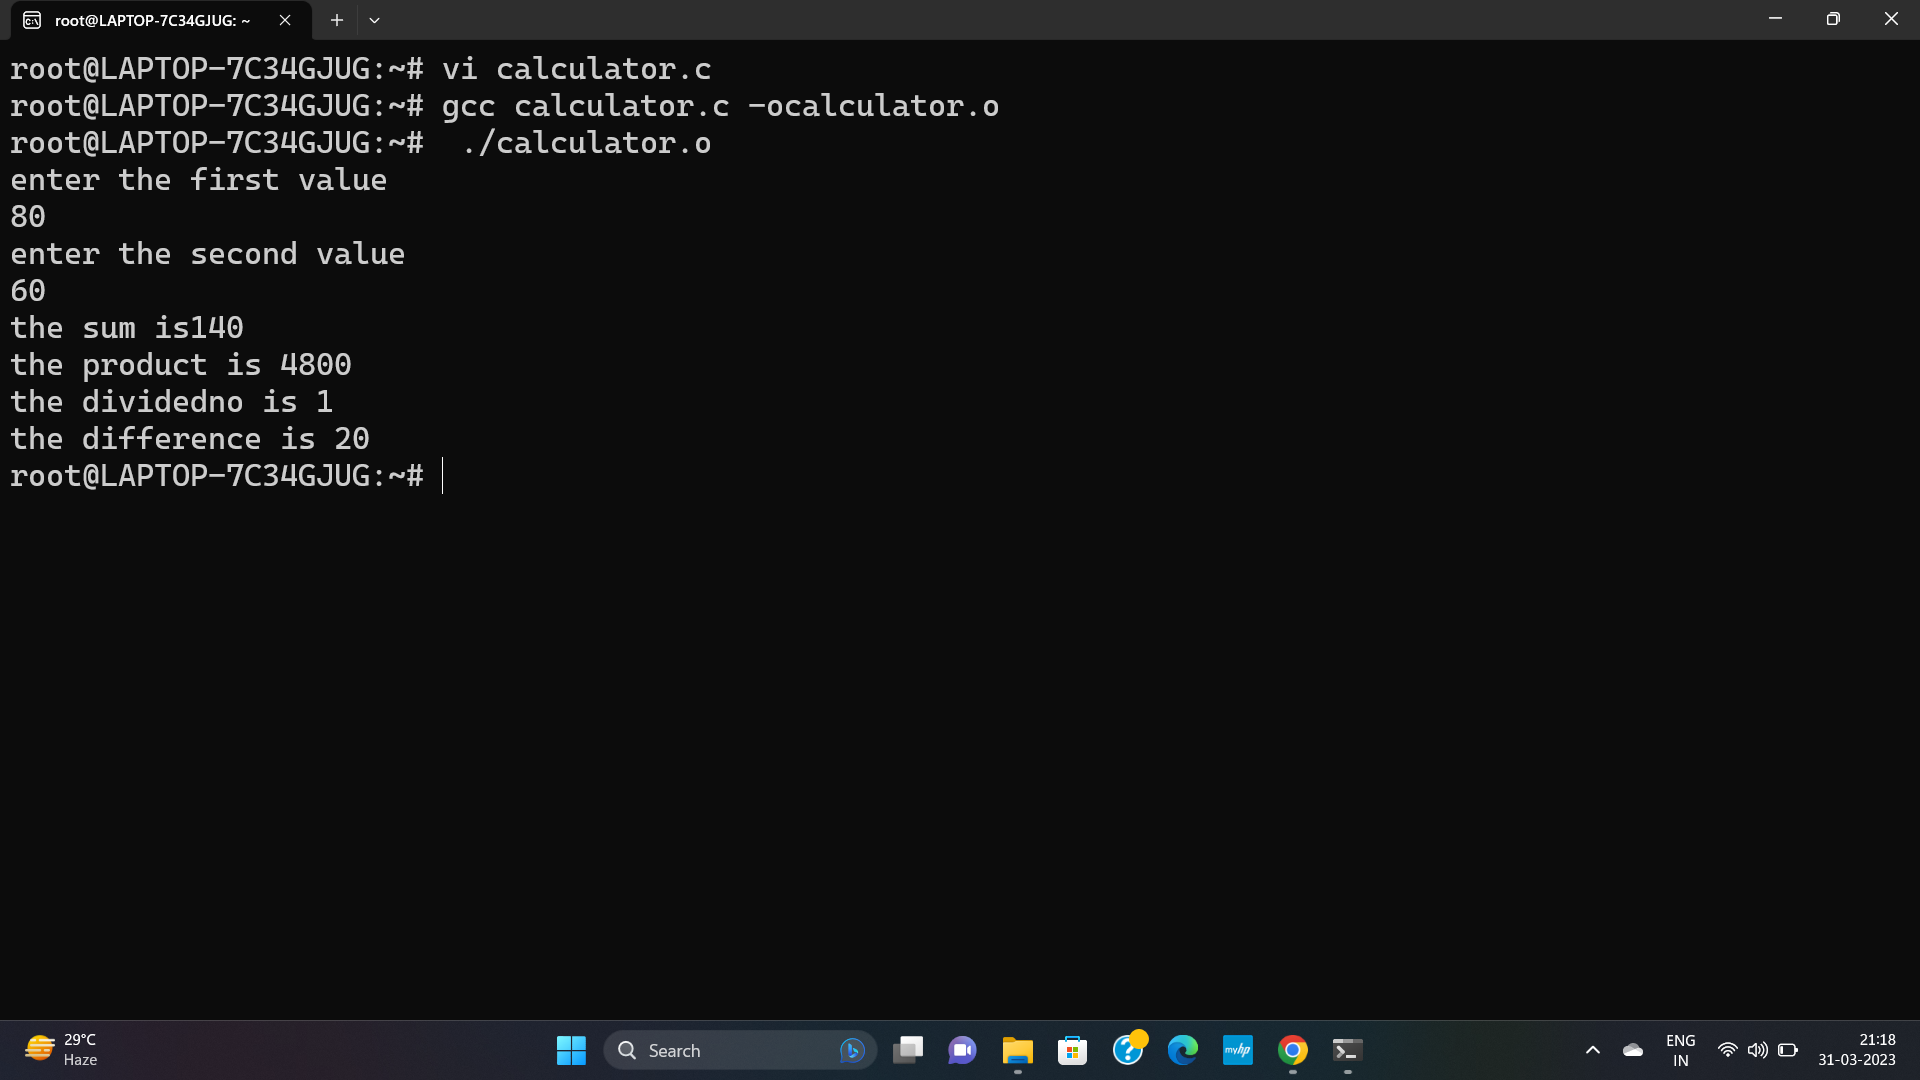 root@LAPTOP-7C34GJUG: ~
root@LAPTOP-7C34GJUG:~# vi calculator.c
root@LAPTOP-7C34GJUG:~# gcc calculator.c -ocalculator.o
root@LAPTOP-7C34GJUG:~#  ./calculator.o
enter the first value
80
enter the second value
60
the sum is140
the product is 4800
the dividedno is 1
the difference is 20
root@LAPTOP-7C34GJUG:~#
29°C
Haze
Search
myhp
ENG
IN
21:18
31-03-2023